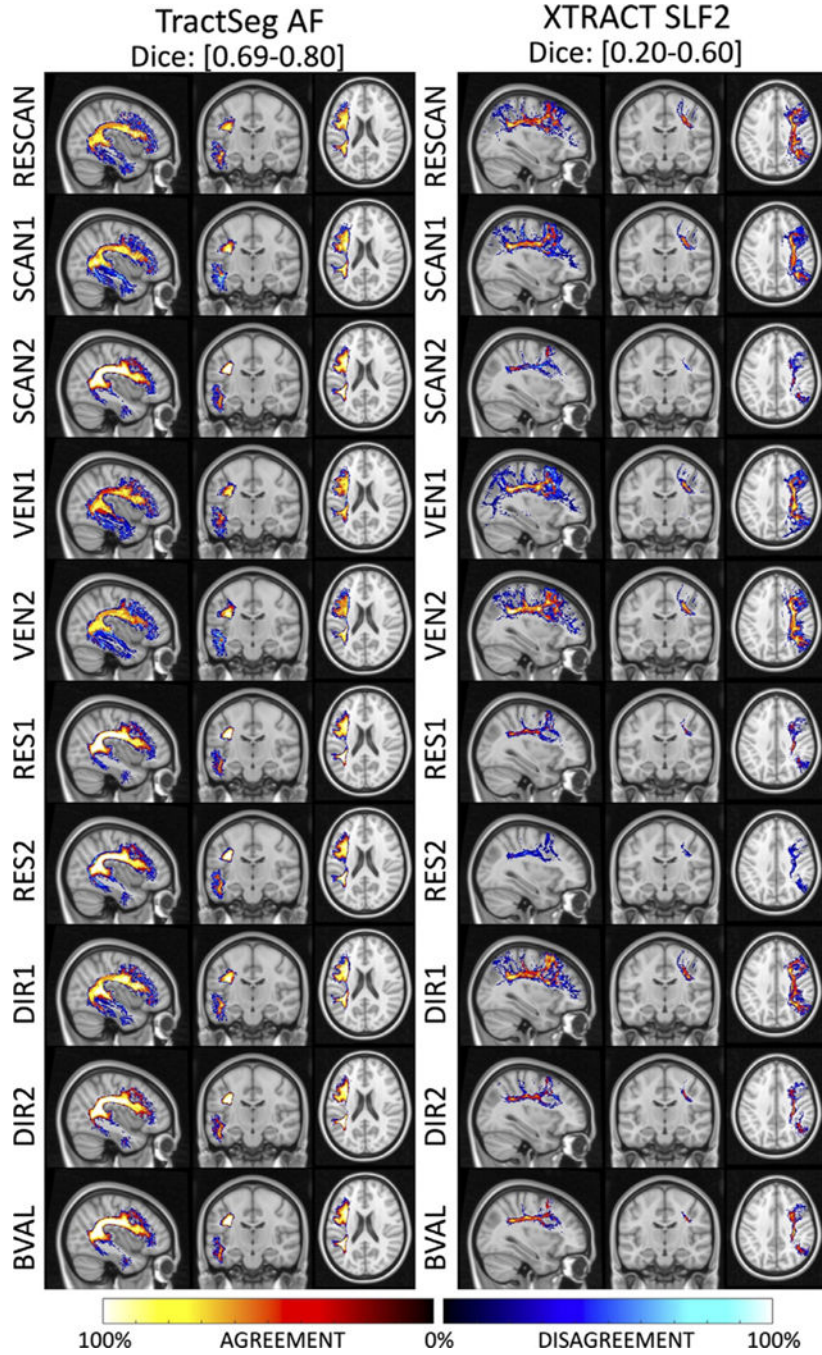 TractSeg AF
Dice: [0.69-0.80]
XTRACT SLF2
Dice: [0.20-0.60]
RESCAN
RESCAN
SCAN1
SCAN1
SCAN2
SCAN2
VEN1
VEN1
VEN2
VEN2
RES1
RES1
RES2
RES2
DIR1
DIR1
DIR2
DIR2
BVAL
BVAL
100% AGREEMENT 0% DISAGREEMENT 100%